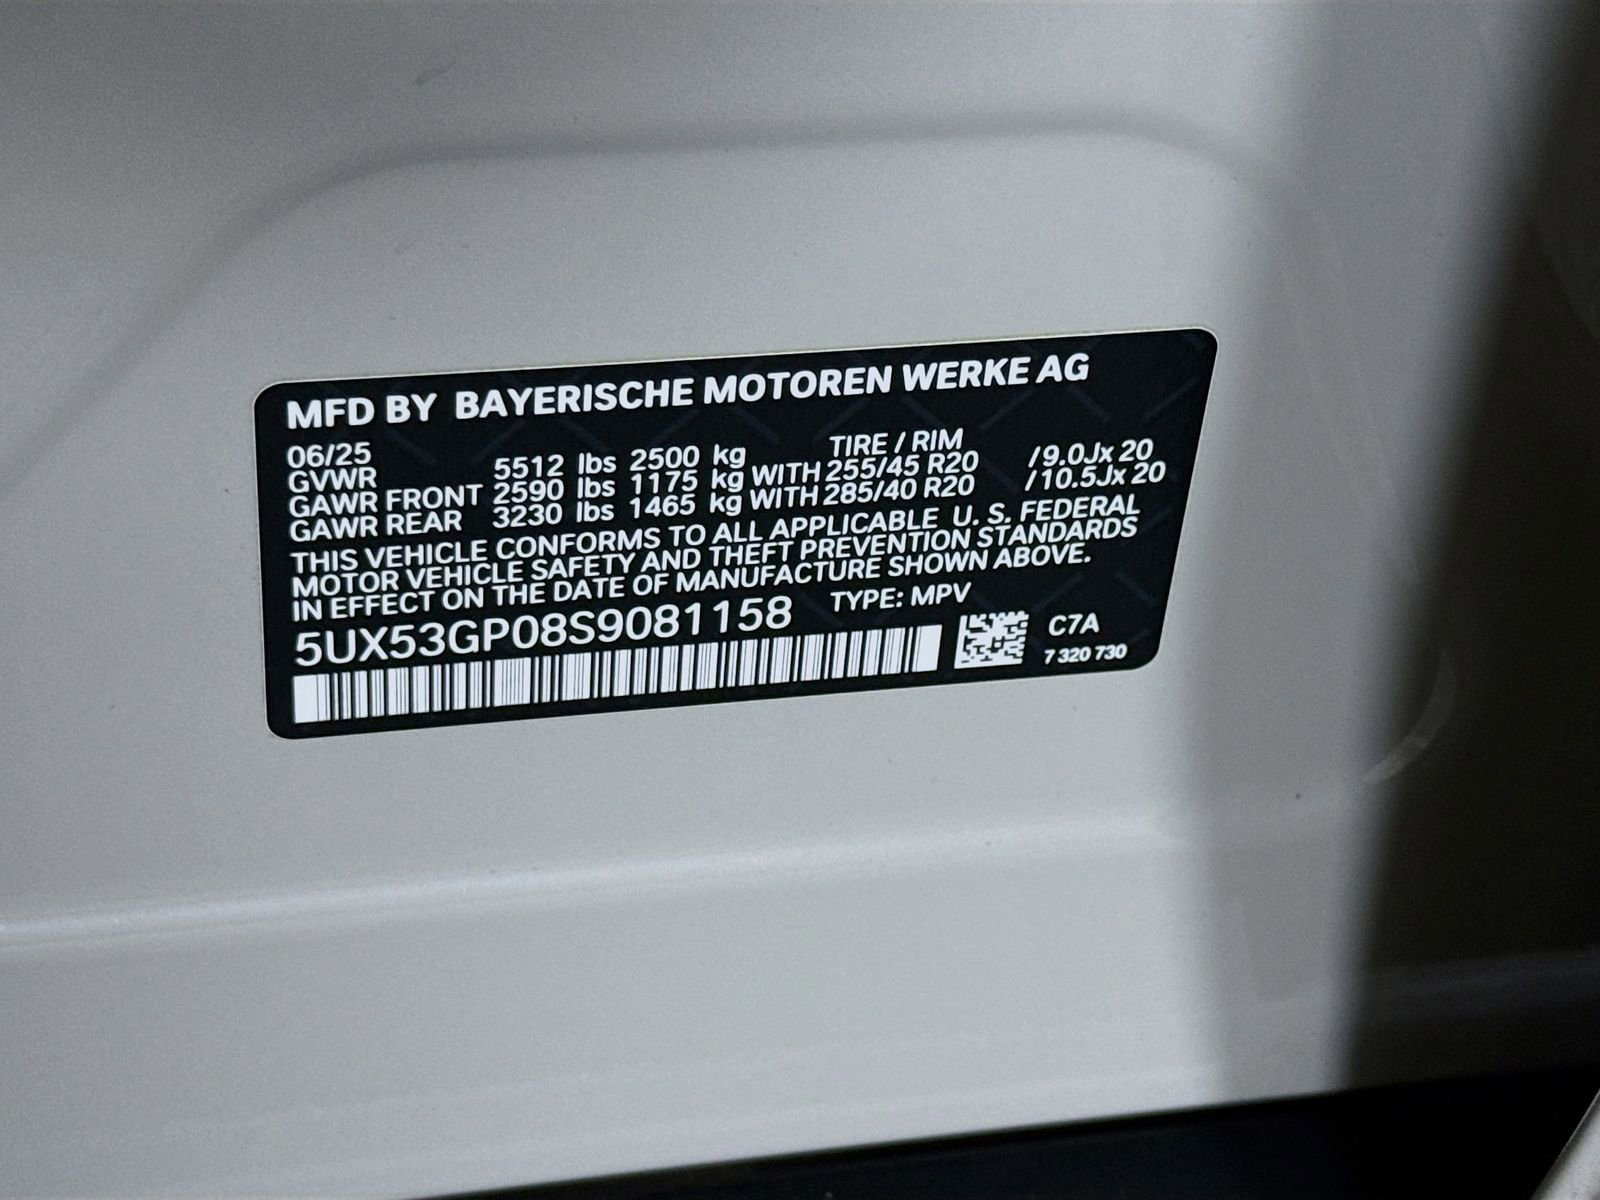 MFD BY BAYERISCHE MOTOREN WERKE AG
06/25 TIRE / RIM
GVWR 5512 lbs 2500 kg
GAWR FRONT 2590 lbs 1175 kg WITH 255/45 R20 /9.0Jx 20
GAWR REAR 3230 lbs 1465 kg WITH 285/40 R20 /10.5Jx 20
THIS VEHICLE CONFORMS TO ALL APPLICABLE U. S. FEDERAL
MOTOR VEHICLE SAFETY AND THEFT PREVENTION STANDARDS
IN EFFECT ON THE DATE OF MANUFACTURE SHOWN ABOVE.
5UX53GP08S9081158 TYPE: MPV
C7A
7 320 730